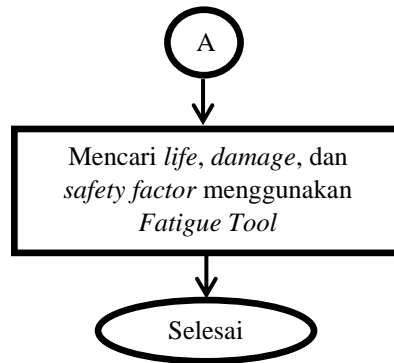 A
Mencari life, damage, dan
safety factor menggunakan
Fatigue Tool
Selesai